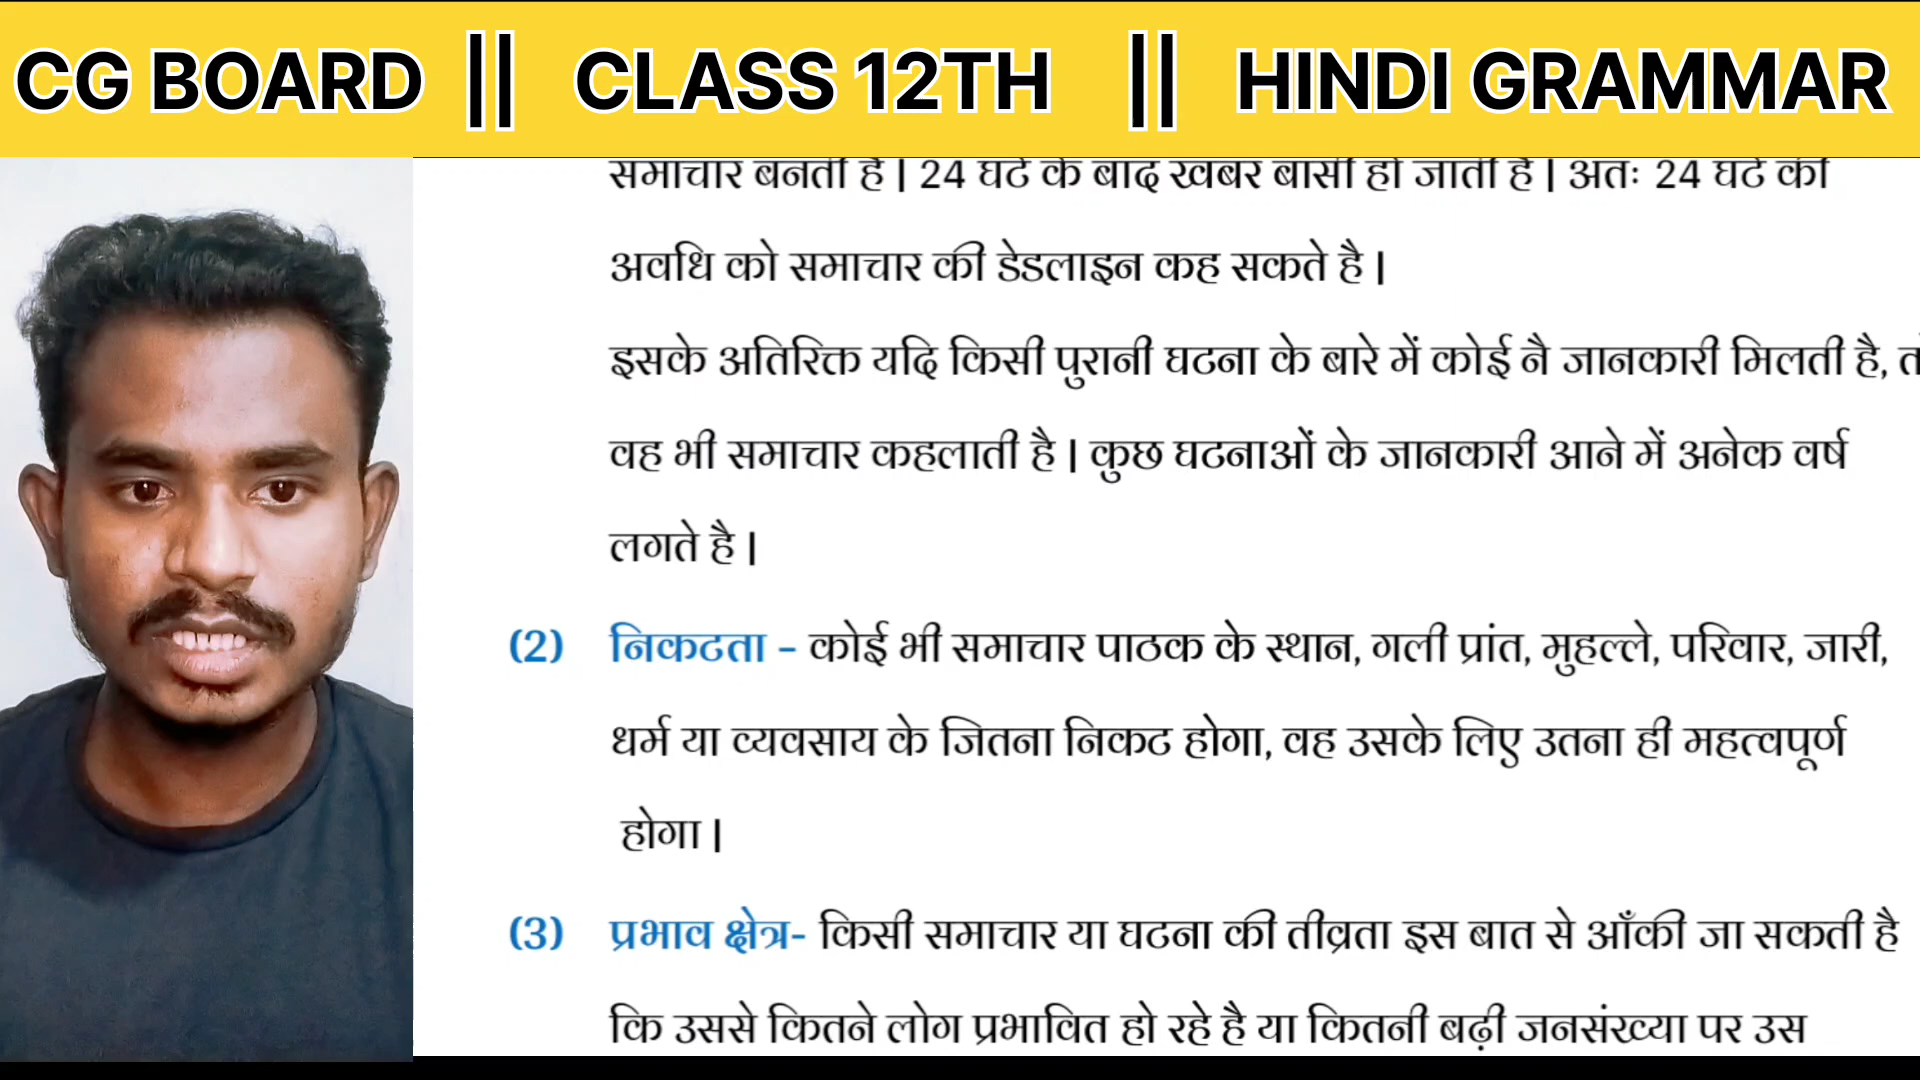 CG BOARD || CLASS 12TH || HINDI GRAMMAR
समाचार बनती है | 24 घंटे के बाद खबर बासी हो जाती है | अतः 24 घंटे की
अवधि को समाचार की डेडलाइन कह सकते है |
इसके अतिरिक्त यदि किसी पुरानी घटना के बारे में कोई नै जानकारी मिलती है,
वह भी समाचार कहलाती है | कुछ घटनाओं के जानकारी आने में अनेक वर्ष
लगते है |
(2) निकटता - कोई भी समाचार पाठक के स्थान, गली प्रांत, मुहल्ले, परिवार, जारी,
धर्म या व्यवसाय के जितना निकट होगा, वह उसके लिए उतना ही महत्वपूर्ण
होगा |
(3) प्रभाव क्षेत्र- किसी समाचार या घटना की तीव्रता इस बात से आँकी जा सकती है
कि उससे कितने लोग प्रभावित हो रहे है या कितनी बढ़ी जनसंख्या पर उस